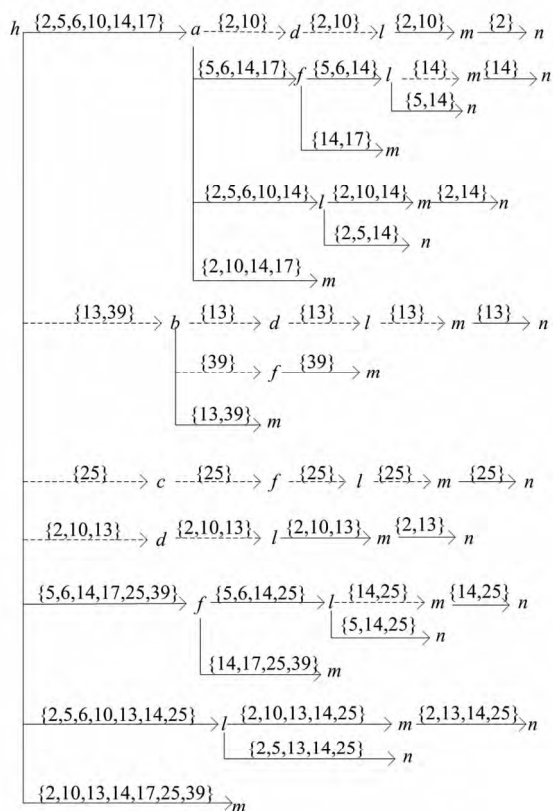 h {2,5,6,10,14,17} a {2,10} d {2,10} l {2,10} m {2} n
{5,6,14,17} f {5,6,14} l {14} m {14} n
{5,14} n
{14,17} m
{2,5,6,10,14} l {2,10,14} m {2,14} n
{2,5,14} n
{2,10,14,17} m
{13,39} b {13} d {13} l {13} m {13} n
{39} f {39} m
{13,39} m
{25} c {25} f {25} l {25} m {25} n
{2,10,13} d {2,10,13} l {2,10,13} m {2,13} n
{5,6,14,17,25,39} f {5,6,14,25} l {14,25} m {14,25} n
{5,14,25} n
{14,17,25,39} m
{2,5,6,10,13,14,25} l {2,10,13,14,25} m {2,13,14,25} n
{2,5,13,14,25} n
{2,10,13,14,17,25,39} m